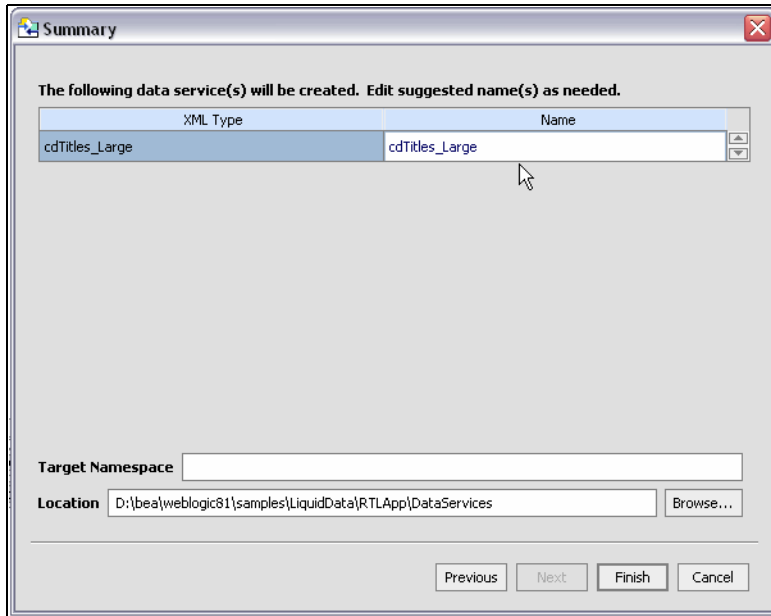 Summary
The following data service(s) will be created. Edit suggested name(s) as needed.
XML Type Name
cdTitles_Large cdTitles_Large
Target Namespace
Location D:\bea\weblogic81\samples\LiquidData\RTLApp\DataServices Browse...
Previous Next Finish Cancel